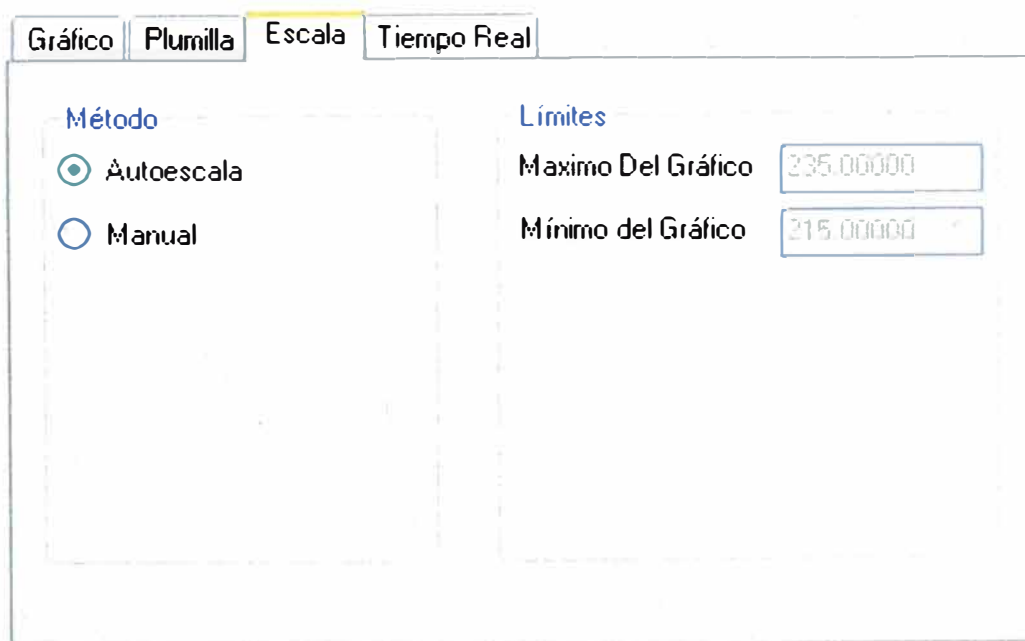 Gráfico Plumilla Escala Tiempo Real
Método
Autoescala
Manual
Límites
Maximo Del Gráfico 235.00000
Mínimo del Gráfico 215.00000